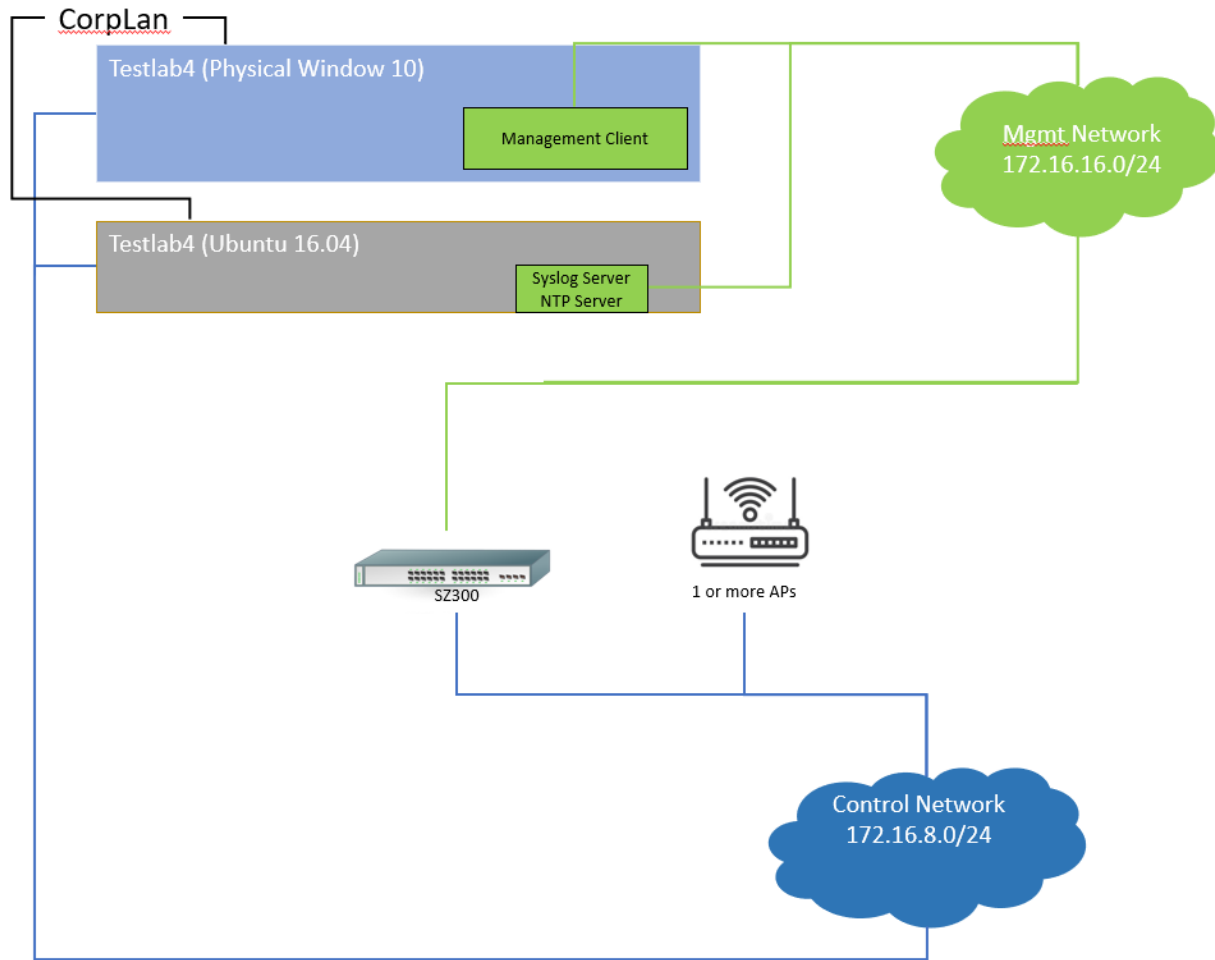 CorpLan
Testlab4 (Physical Window 10)
Management Client
Mgmt Network
172.16.16.0/24
Testlab4 (Ubuntu 16.04)
Syslog Server
NTP Server
SZ300
1 or more APs
Control Network
172.16.8.0/24